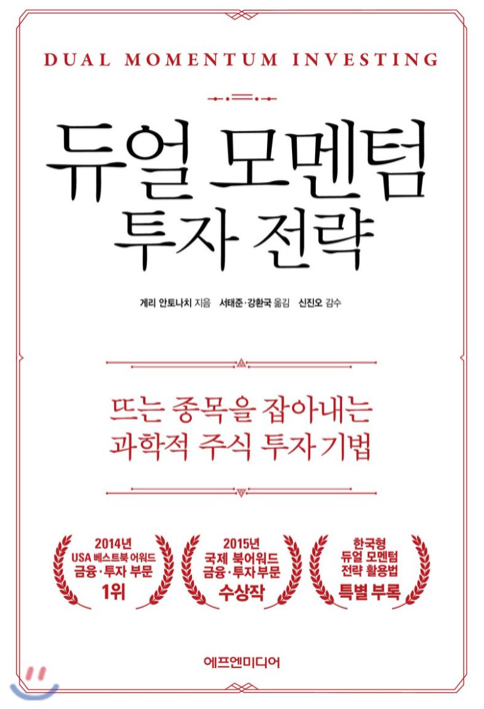 DUAL MOMENTUM INVESTING
듀얼 모멘텀
투자 전략
게리 안토나치 지음 서태준·강환국 옮김 신진오 감수
뜨는 종목을 잡아내는
과학적 주식 투자 기법
2014년
USA 베스트북 어워드
금융·투자 부문
1위
2015년
국제 북어워드
금융·투자 부문
수상작
한국형
듀얼 모멘텀
전략 활용법
특별 부록
에프엔미디어